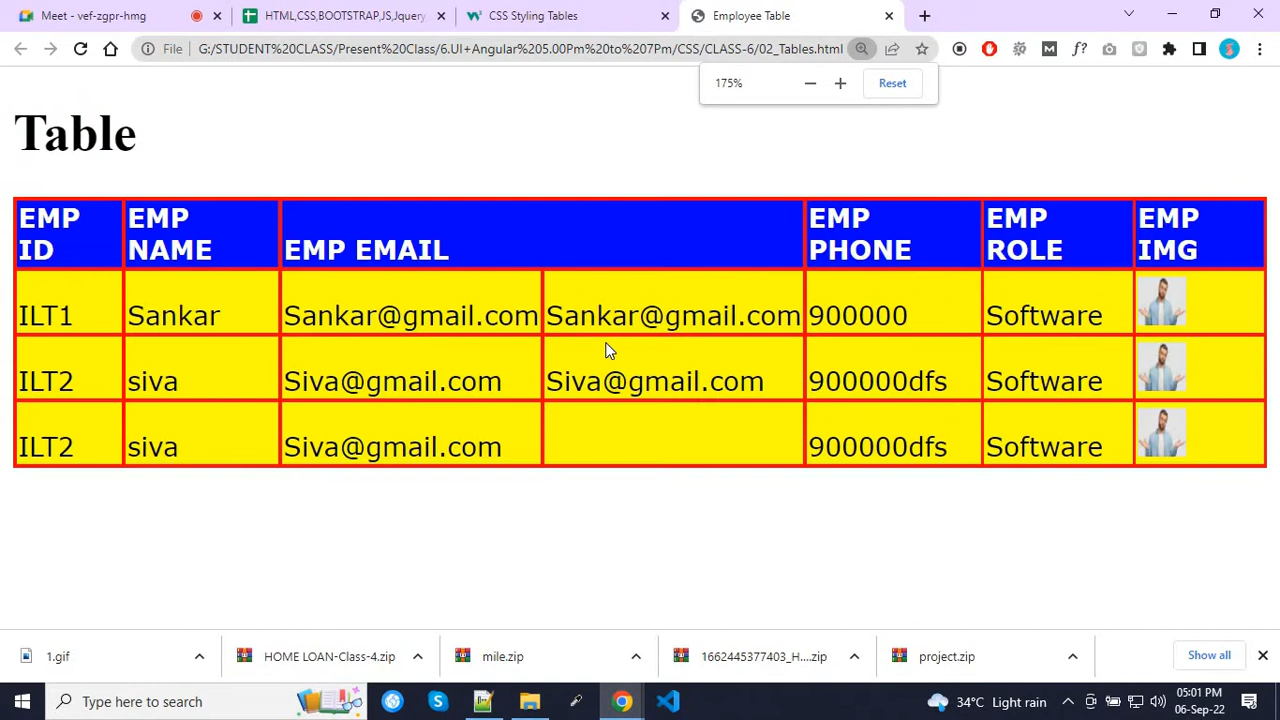 Meet - vef-zgpr-hmg
HTML,CSS,BOOTSTRAP,JS,Jquery
CSS Styling Tables
Employee Table
File G:/STUDENT%20CLASS/Present%20Class/6.UI+Angular%205.00Pm%20to%207Pm/CSS/CLASS-6/02_Tables.html
175% Reset
Table
EMP ID EMP NAME EMP EMAIL EMP PHONE EMP ROLE EMP IMG
ILT1 Sankar Sankar@gmail.com Sankar@gmail.com 900000 Software
ILT2 siva Siva@gmail.com Siva@gmail.com 900000dfs Software
ILT2 siva Siva@gmail.com 900000dfs Software
1.gif HOME LOAN-Class-4.zip mile.zip 1662445377403_H....zip project.zip Show all
Type here to search
34°C Light rain
05:01 PM
06-Sep-22